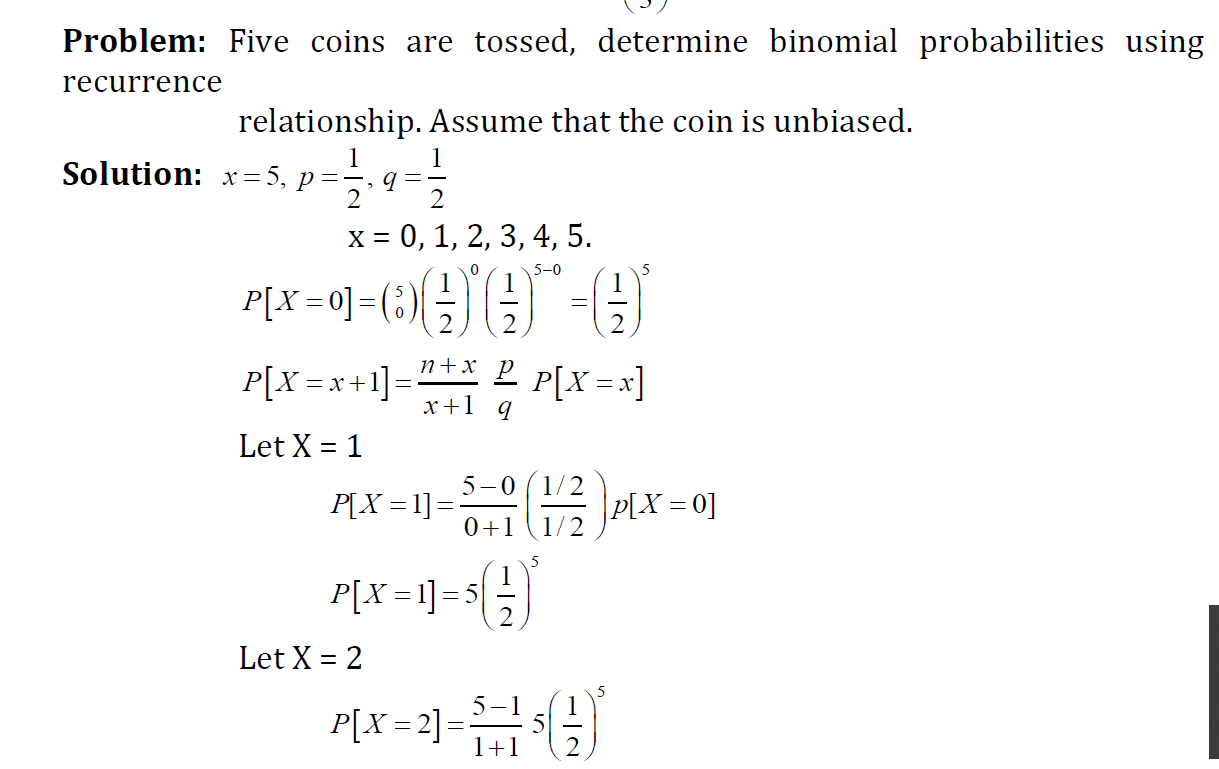 (5)
Problem: Five coins are tossed, determine binomial probabilities using
recurrence
relationship. Assume that the coin is unbiased.
Solution: x = 5, p = 1/2, q = 1/2
x = 0, 1, 2, 3, 4, 5.
P[X = 0] = (5 0) (1/2)^0 (1/2)^(5−0) = (1/2)^5
P[X = x+1] = (n+x)/(x+1) p/q P[X = x]
Let X = 1
P[X = 1] = (5−0)/(0+1) ((1/2)/(1/2)) p[X = 0]
P[X = 1] = 5(1/2)^5
Let X = 2
P[X = 2] = (5−1)/(1+1) 5(1/2)^5